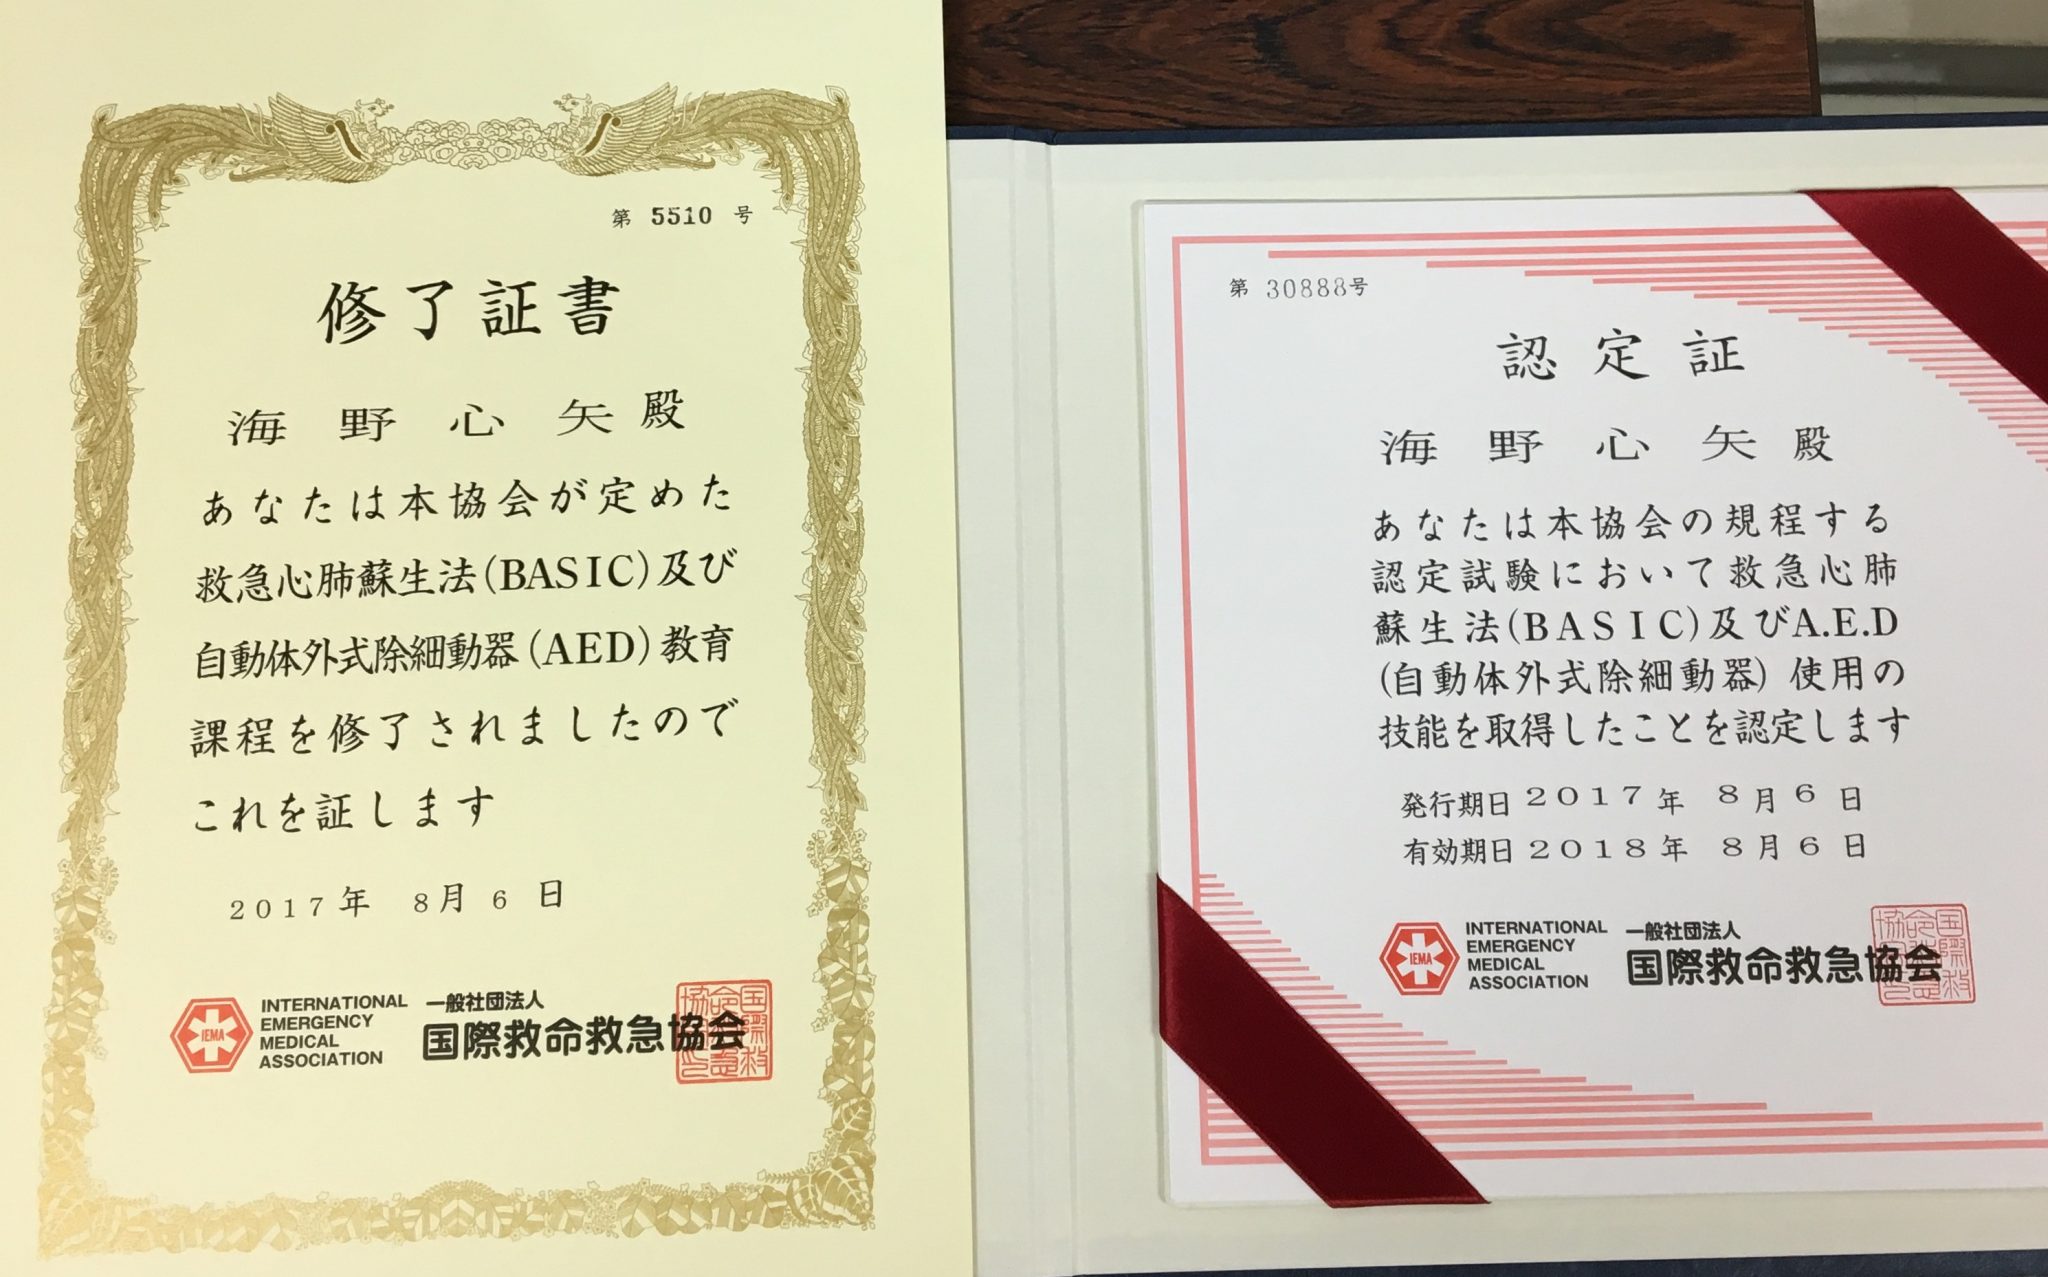 第 5510 号
修了証書
海野心矢殿
あなたは本協会が定めた
救急心肺蘇生法(BASIC)及び
自動体外式除細動器(AED)教育
課程を修了されましたので
これを証します
2017年 8月 6日
IEMA
INTERNATIONAL
EMERGENCY
MEDICAL
ASSOCIATION
一般社団法人
国際救命救急協会
第 30888号
認定証
海野心矢殿
あなたは本協会の規程する
認定試験において救急心肺
蘇生法(BASIC)及びA.E.D
(自動体外式除細動器)使用の
技能を取得したことを認定します
発行期日2017年 8月6日
有効期日2018年 8月6日
IEMA
INTERNATIONAL
EMERGENCY
MEDICAL
ASSOCIATION
一般社団法人
国際救命救急協会